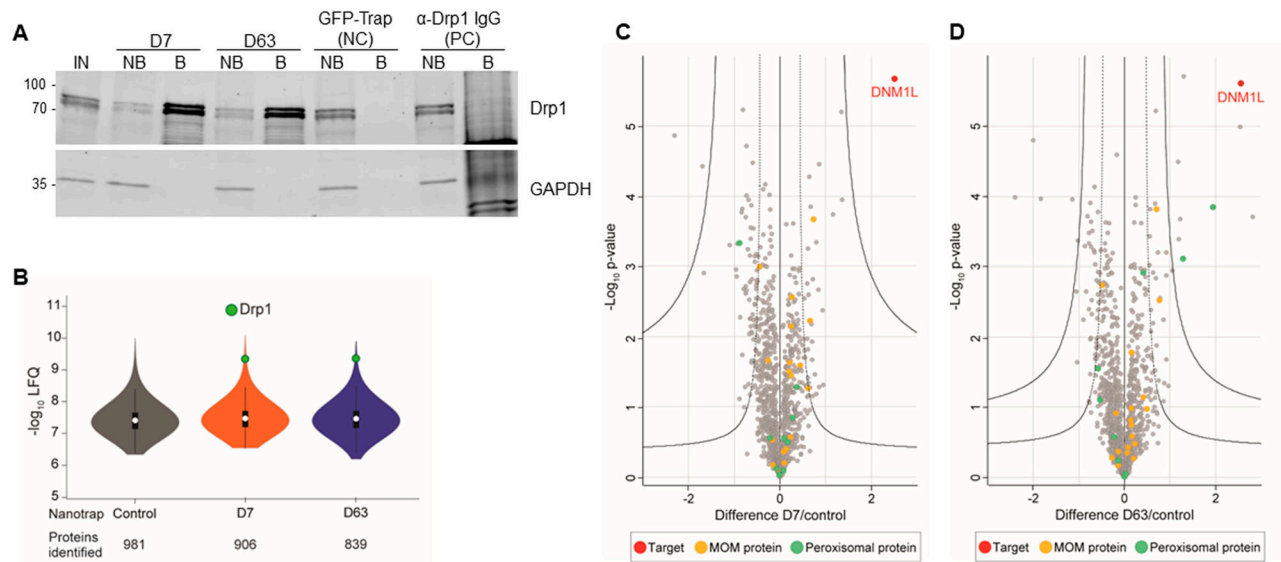 A
D7
D63
GFP-Trap
(NC)
α-Drp1 IgG
(PC)
IN NB B NB B NB B NB B
100 -
70 -
Drp1
35 -
GAPDH
B
Drp1
-log10 LFQ
11
10
9
8
7
6
5
Nanotrap Control D7 D63
Proteins
identified 981 906 839
C
DNM1L
-Log10 p-value
5
4
3
2
1
0
-2 0 2
Difference D7/control
Target MOM protein Peroxisomal protein
D
DNM1L
-Log10 p-value
5
4
3
2
1
0
-2 0 2
Difference D63/control
Target MOM protein Peroxisomal protein